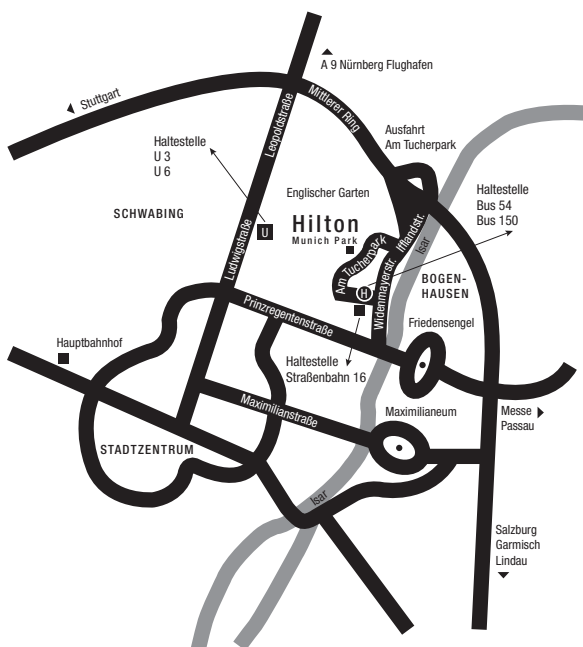 A 9 Nürnberg Flughafen
Stuttgart
Mittlerer Ring
Leopoldstraße
Ausfahrt
Am Tucherpark
Haltestelle
U 3
U 6
Englischer Garten
Haltestelle
Bus 54
Bus 150
SCHWABING
U
Hilton
Munich Park
Ifflandstr.
Isar
Am Tucherpark
Ludwigstraße
H
Widenmayerstr.
BOGEN-
HAUSEN
Prinzregentenstraße
Friedensengel
Hauptbahnhof
Haltestelle
Straßenbahn 16
Maximilianstraße
Maximilianeum
Messe
Passau
STADTZENTRUM
Isar
Salzburg
Garmisch
Lindau